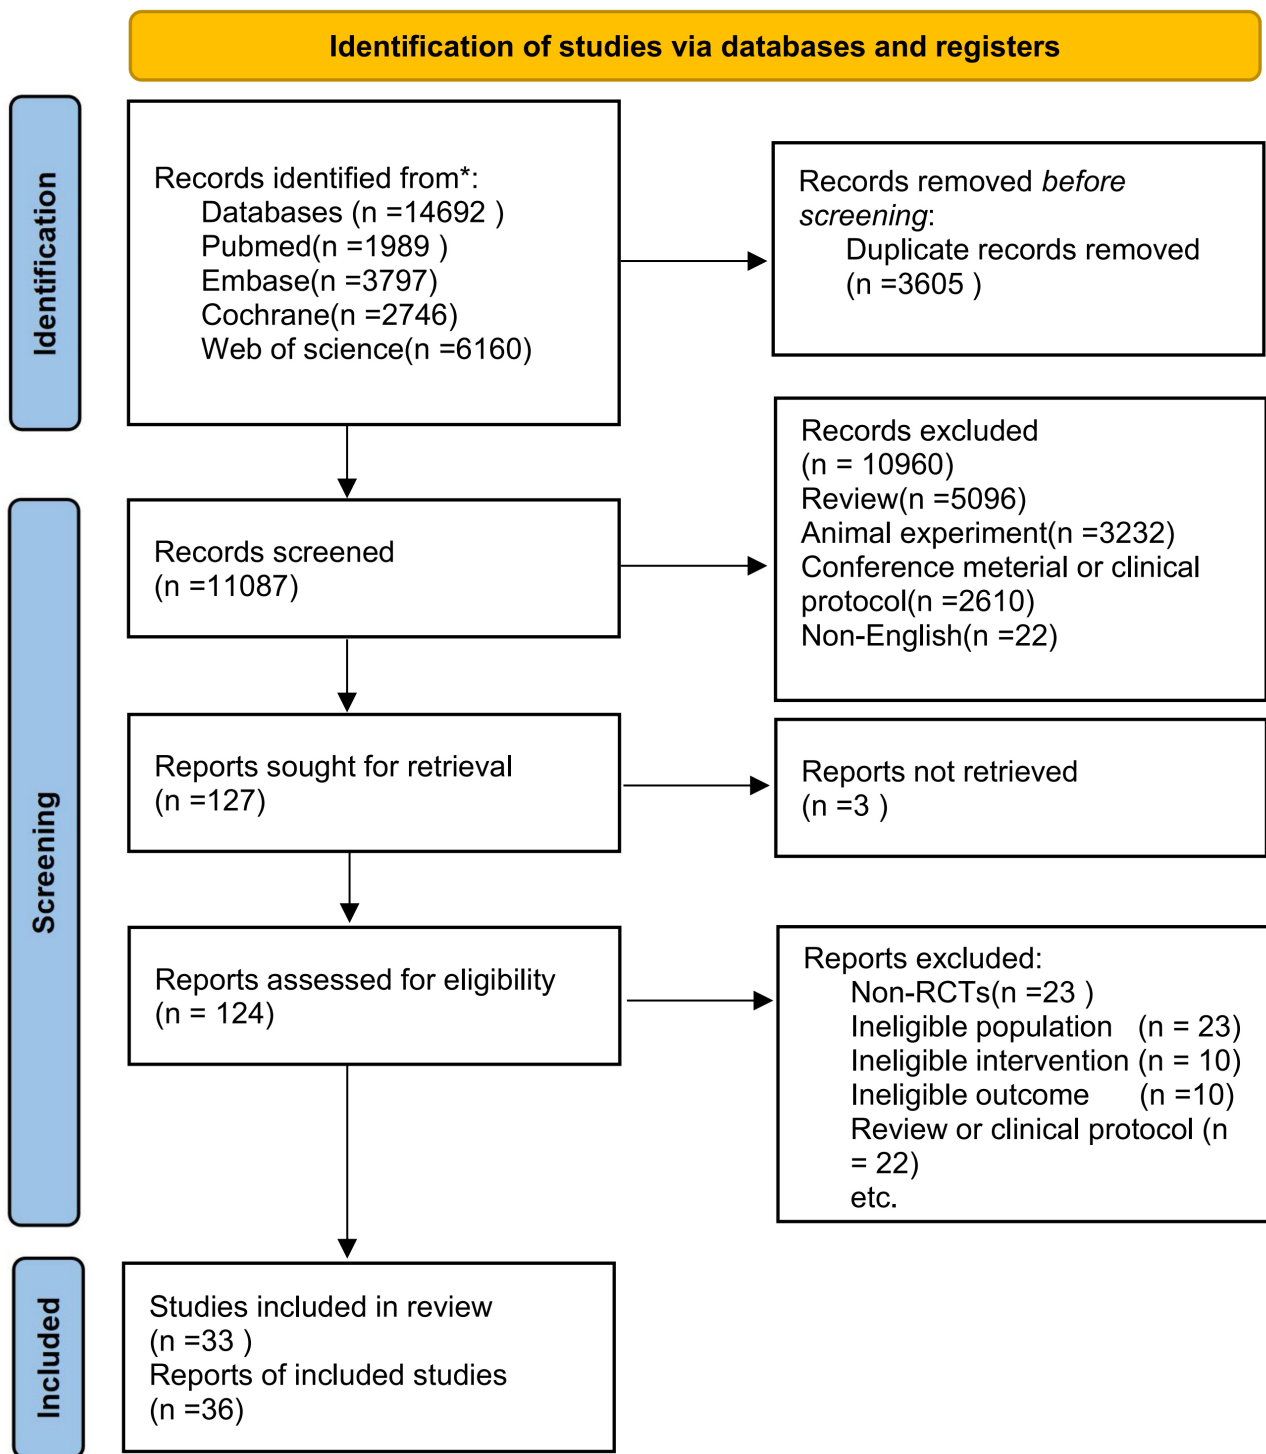 Identification of studies via databases and registers
Identification
Records identified from*:
Databases (n =14692 )
Pubmed(n =1989 )
Embase(n =3797)
Cochrane(n =2746)
Web of science(n =6160)
Records removed before
screening:
Duplicate records removed
(n =3605 )
Screening
Records screened
(n =11087)
Records excluded
(n = 10960)
Review(n =5096)
Animal experiment(n =3232)
Conference meterial or clinical
protocol(n =2610)
Non-English(n =22)
Reports sought for retrieval
(n =127)
Reports not retrieved
(n =3 )
Reports assessed for eligibility
(n = 124)
Reports excluded:
Non-RCTs(n =23 )
Ineligible population (n = 23)
Ineligible intervention (n = 10)
Ineligible outcome (n =10)
Review or clinical protocol (n
= 22)
etc.
Included
Studies included in review
(n =33 )
Reports of included studies
(n =36)